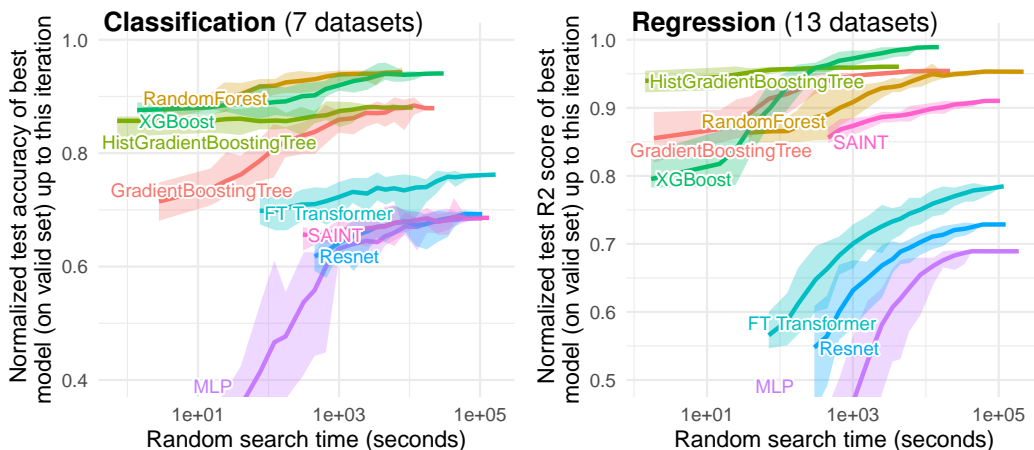 Classification (7 datasets)
Normalized test accuracy of best
model (on valid set) up to this iteration
1.0
0.8
0.6
0.4
RandomForest
XGBoost
HistGradientBoostingTree
GradientBoostingTree
FT Transformer
SAINT
Resnet
MLP
1e+01
1e+03
1e+05
Random search time (seconds)
Regression (13 datasets)
Normalized test R2 score of best
model (on valid set) up to this iteration
1.0
0.9
0.8
0.7
0.6
0.5
HistGradientBoostingTree
RandomForest
SAINT
GradientBoostingTree
XGBoost
FT Transformer
Resnet
MLP
1e+01
1e+03
1e+05
Random search time (seconds)